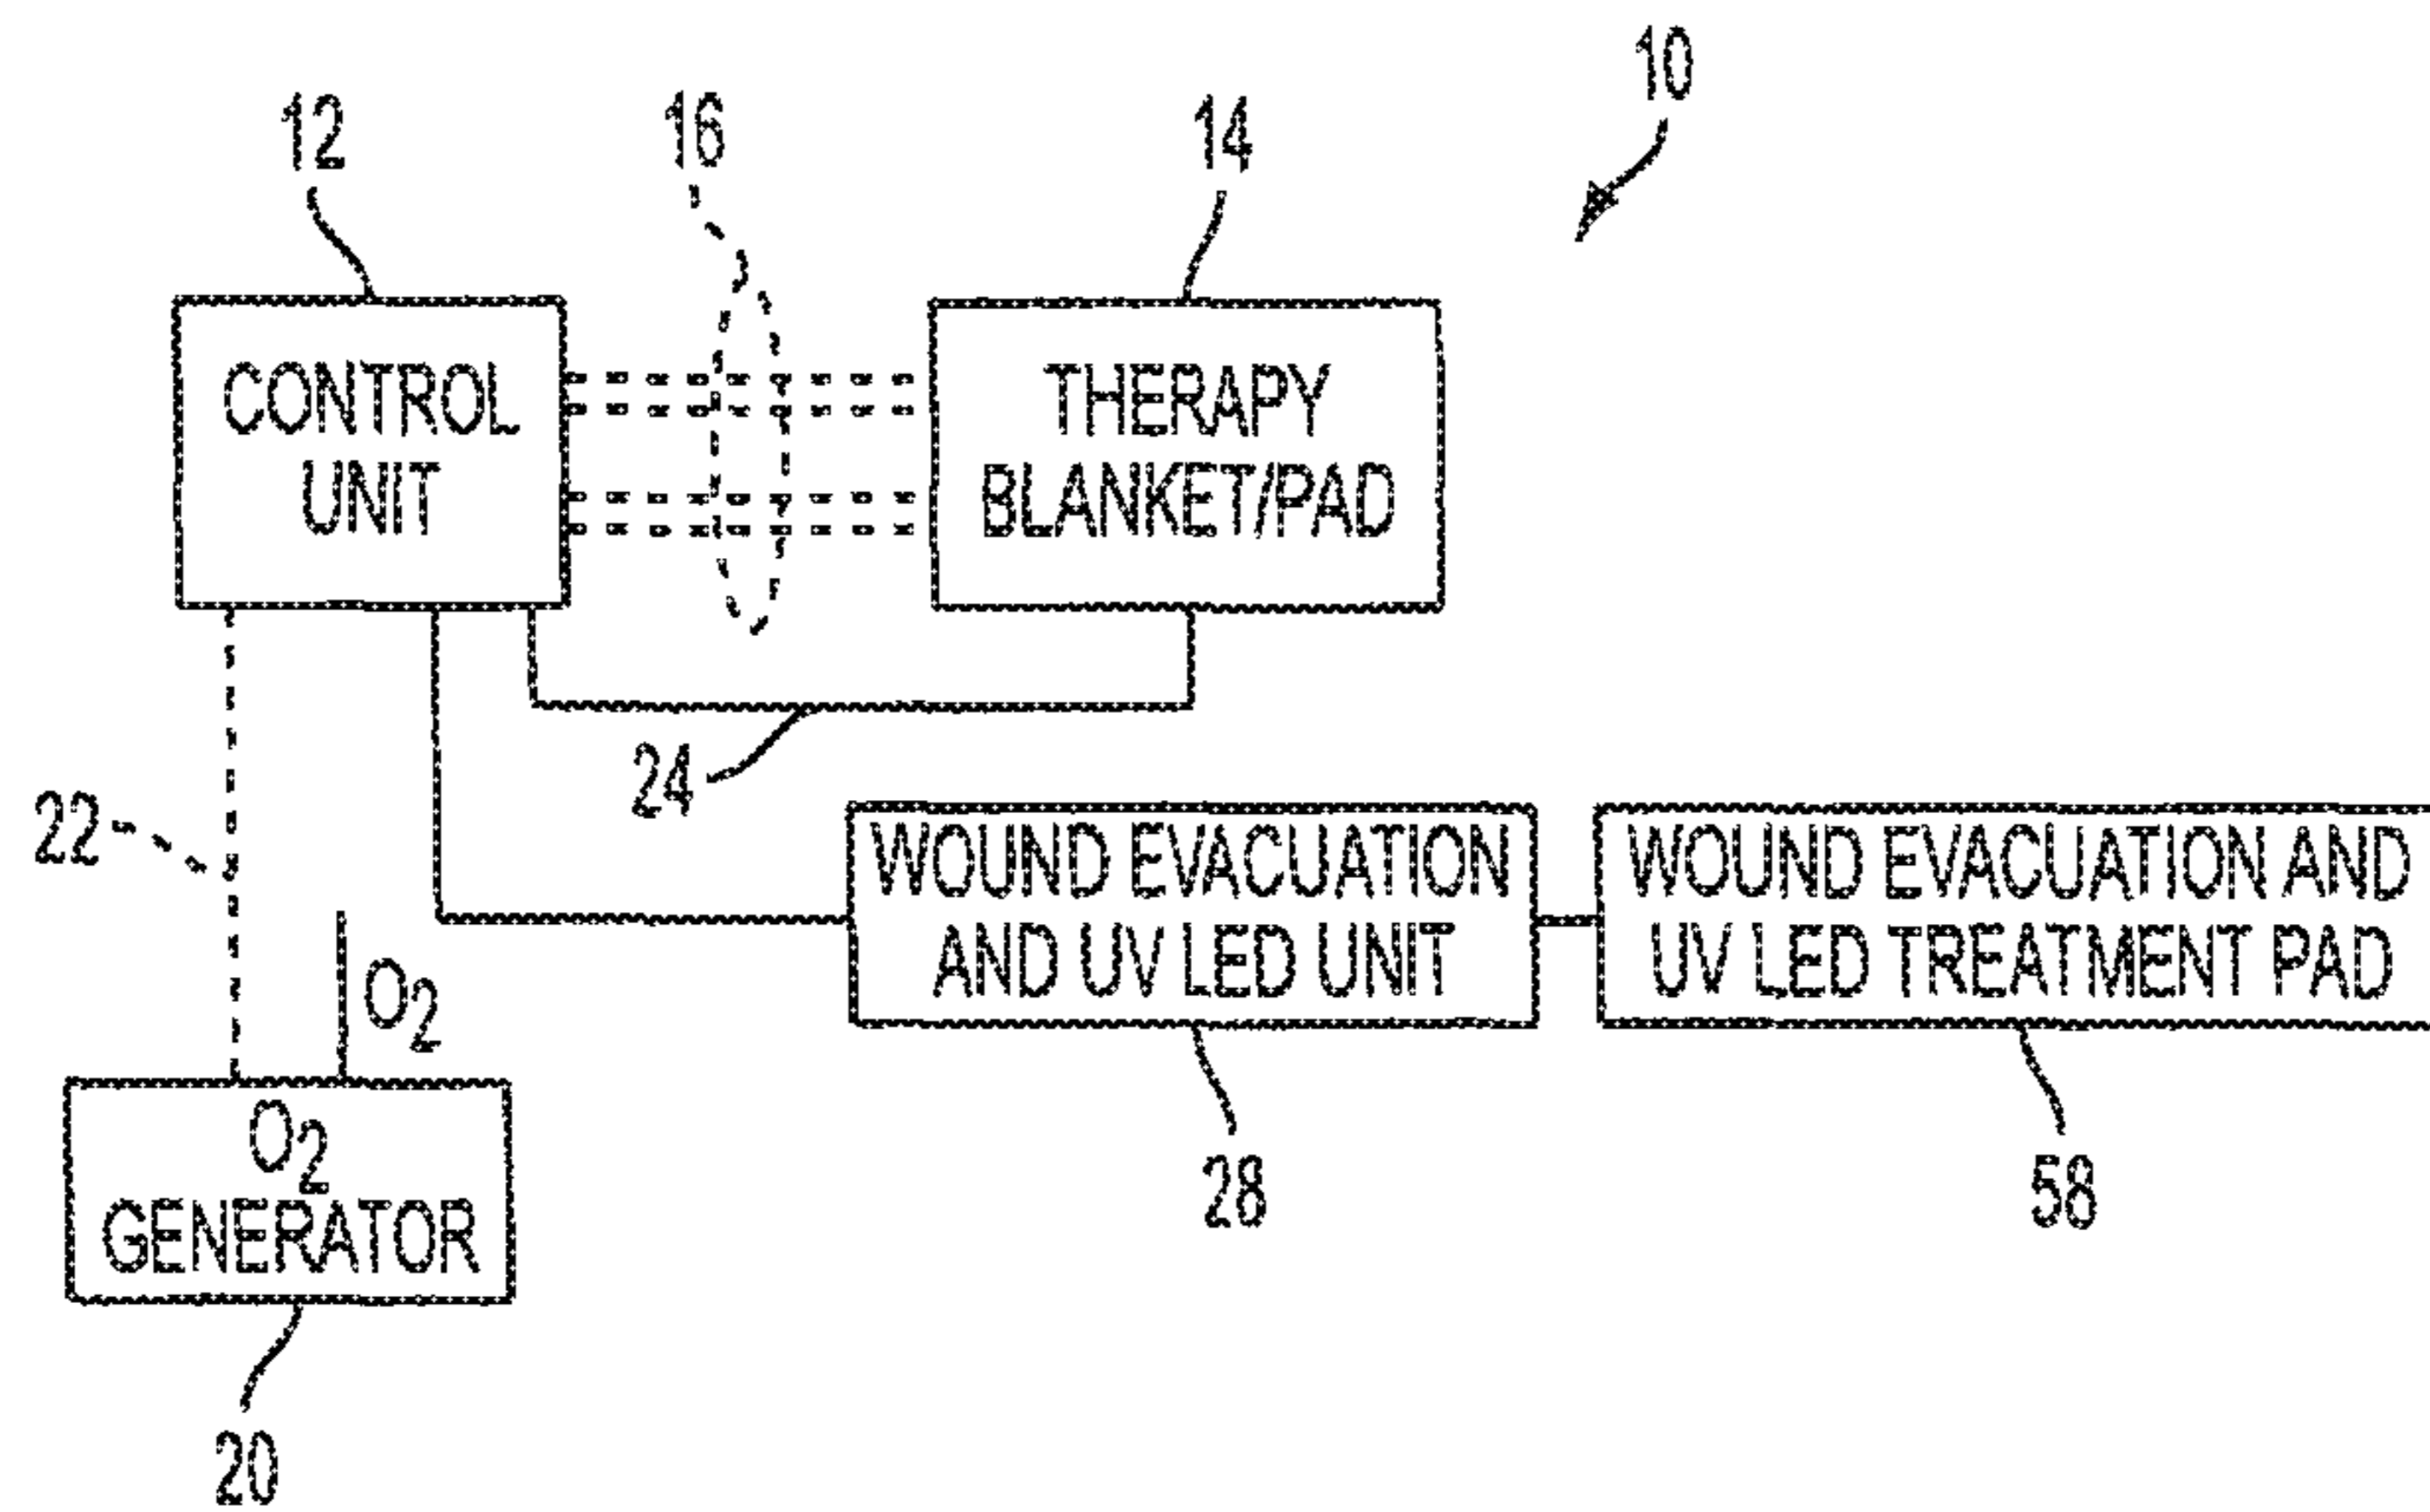 10
12
16
14
CONTROL
UNIT
THERAPY
BLANKET/PAD
24
22
WOUND EVACUATION
AND UV LED UNIT
WOUND EVACUATION AND
UV LED TREATMENT PAD
O2
O2
GENERATOR
28
58
20